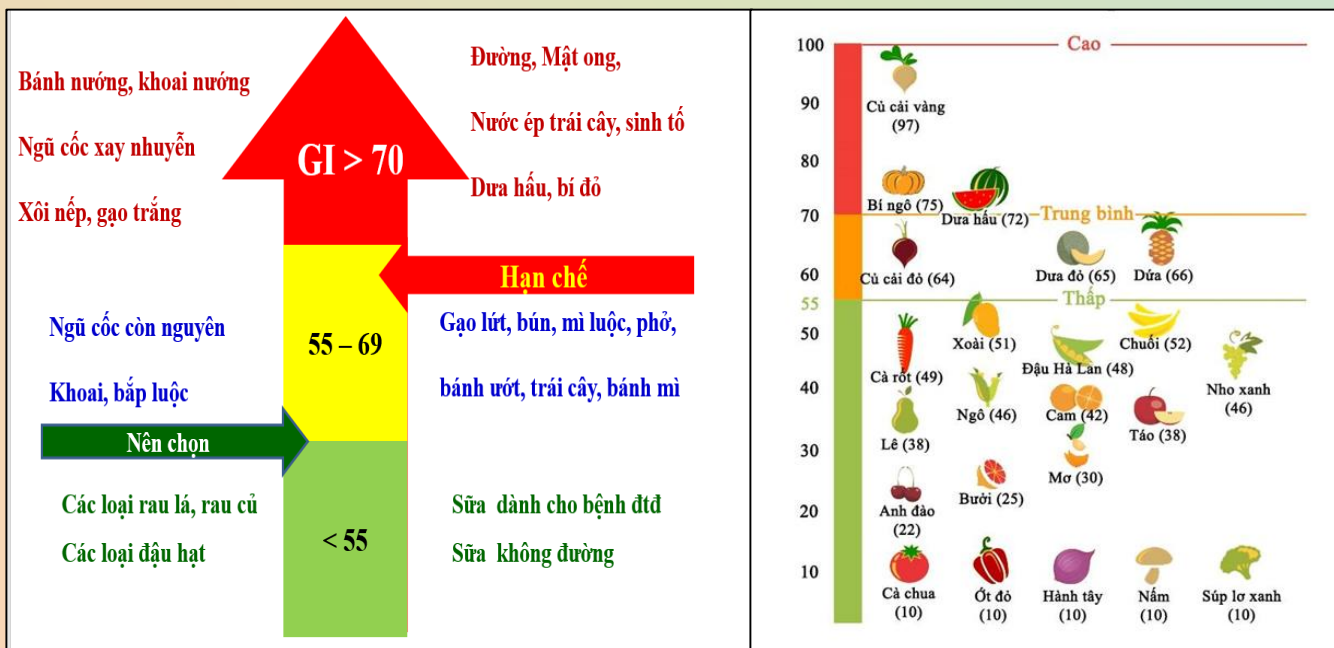 Bánh nướng, khoai nướng
Ngũ cốc xay nhuyễn
Xôi nếp, gạo trắng
GI > 70
Đường, Mật ong,
Nước ép trái cây, sinh tố
Dưa hấu, bí đỏ
Hạn chế
Ngũ cốc còn nguyên
Khoai, bắp luộc
55 – 69
Gạo lứt, bún, mì luộc, phở,
bánh ướt, trái cây, bánh mì
Nên chọn
Các loại rau lá, rau củ
Các loại đậu hạt
< 55
Sữa dành cho bệnh đtđ
Sữa không đường
100
Cao
90
Củ cải vàng
(97)
80
Bí ngô (75)
Dưa hấu (72)
70
Trung bình
Củ cải đỏ (64)
Dưa đỏ (65)
Dứa (66)
60
55
Thấp
50
Cà rốt (49)
Xoài (51)
Đậu Hà Lan (48)
Chuối (52)
Nho xanh
(46)
40
Lê (38)
Ngô (46)
Cam (42)
Táo (38)
30
Mơ (30)
20
Anh đào
(22)
Bưởi (25)
10
Cà chua
(10)
Ớt đỏ
(10)
Hành tây
(10)
Nấm
(10)
Súp lơ xanh
(10)